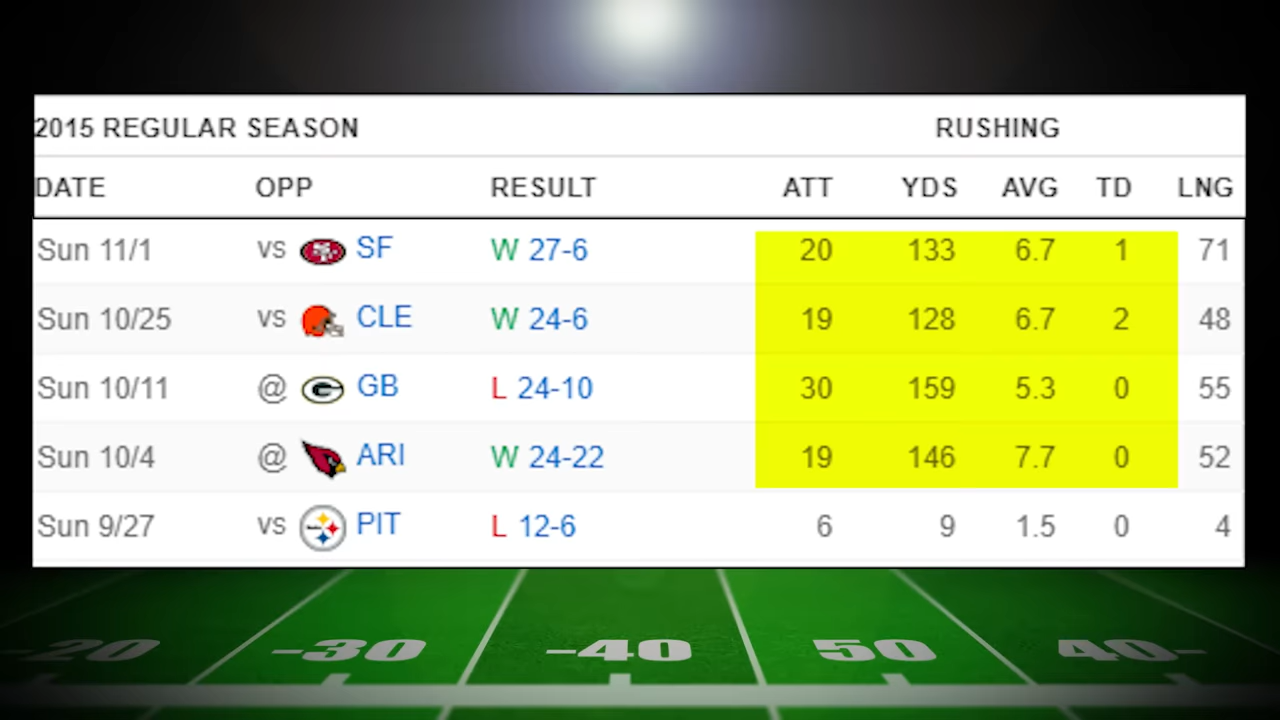 2015 REGULAR SEASON RUSHING
DATE OPP RESULT ATT YDS AVG TD LNG
Sun 11/1 vs SF W 27-6 20 133 6.7 1 71
Sun 10/25 vs CLE W 24-6 19 128 6.7 2 48
Sun 10/11 @ GB L 24-10 30 159 5.3 0 55
Sun 10/4 @ ARI W 24-22 19 146 7.7 0 52
Sun 9/27 vs PIT L 12-6 6 9 1.5 0 4
-20 -30 -40 50 40-